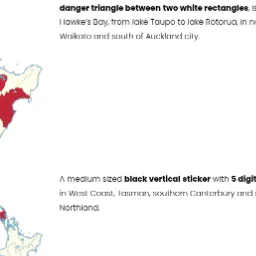 danger triangle between two white rectangles, i
Hawke's Bay, from lake Taupo to lake Rotorua, in n
Waikato and south of Auckland city.
A medium sized black vertical sticker with 5 digit
in West Coast, Tasman, southern Canterbury and s
Northland.